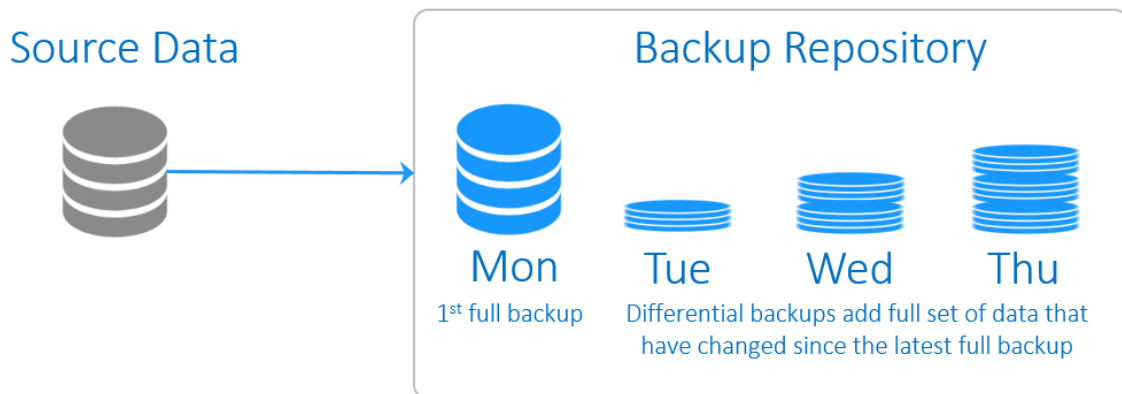 Source Data
Backup Repository
Mon
Tue
Wed
Thu
1st full backup
Differential backups add full set of data that
have changed since the latest full backup